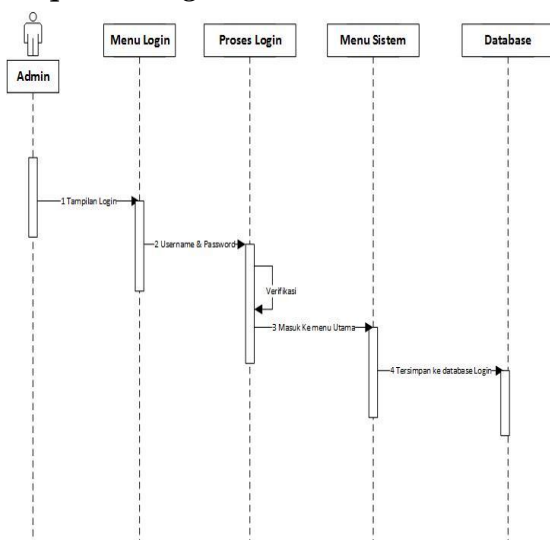 Menu Login
Proses Login
Menu Sistem
Database
Admin
1 Tampilan Login
2 Username & Password
Verifikasi
3 Masuk Ke menu Utama
4 Tersimpan ke database Login